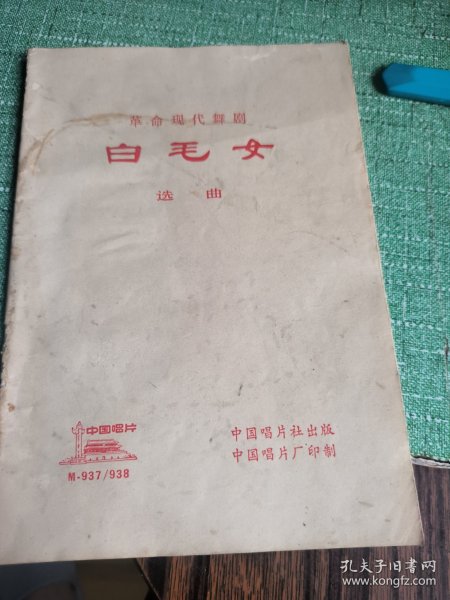 革命现代舞剧
白毛女
选曲
中国唱片
M-937/938
中国唱片社出版
中国唱片厂印制
孔夫子旧书网
www.kongfz.com